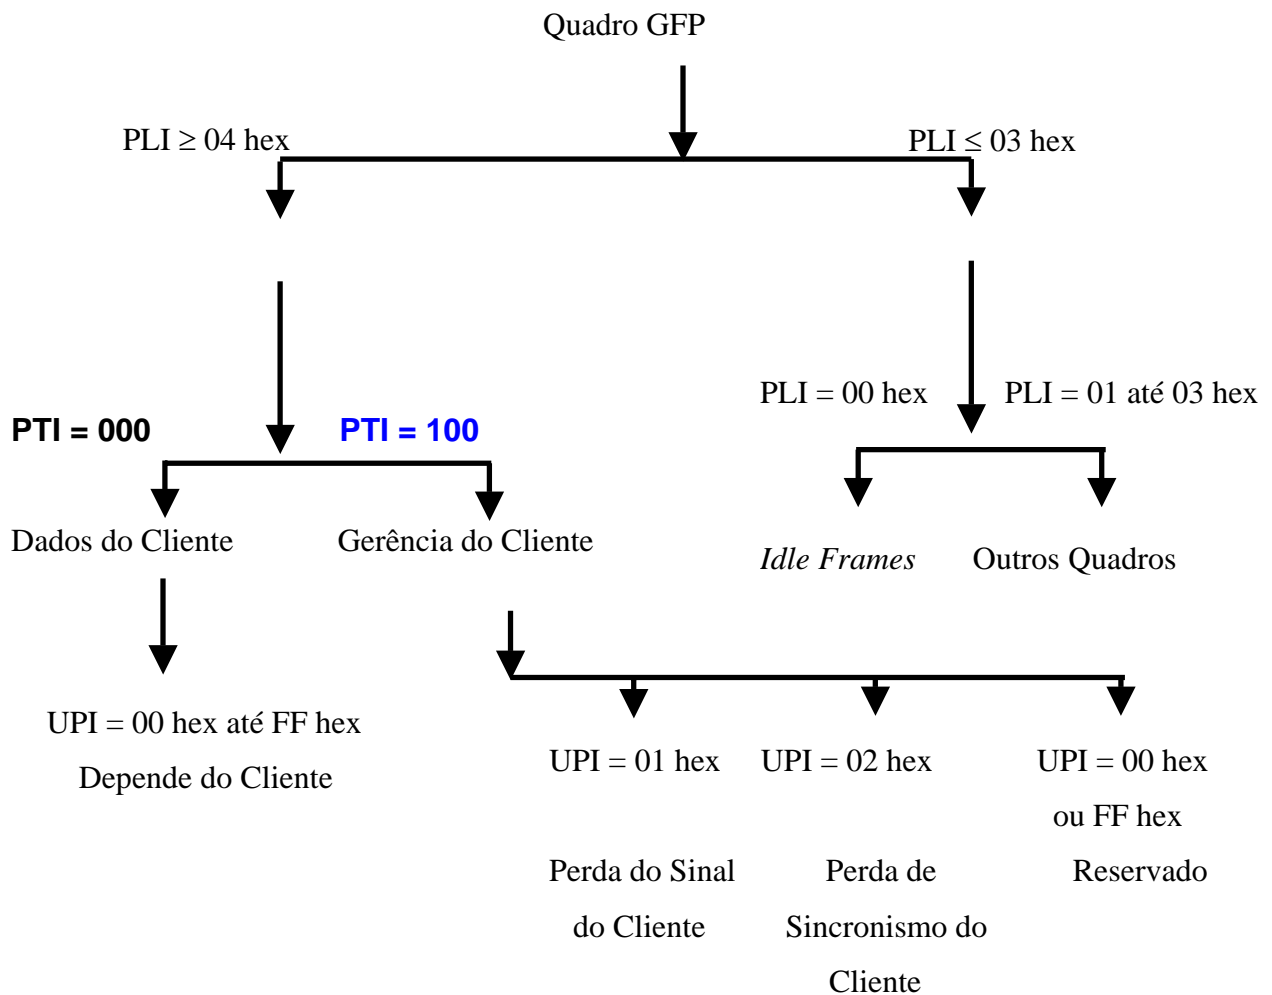 Quadro GFP
PLI ≥ 04 hex
PLI ≤ 03 hex
PLI = 00 hex
PLI = 01 até 03 hex
PTI = 000
PTI = 100
Dados do Cliente
Gerência do Cliente
Idle Frames
Outros Quadros
UPI = 00 hex até FF hex
Depende do Cliente
UPI = 01 hex
UPI = 02 hex
UPI = 00 hex
ou FF hex
Perda do Sinal
do Cliente
Perda de
Sincronismo do
Cliente
Reservado